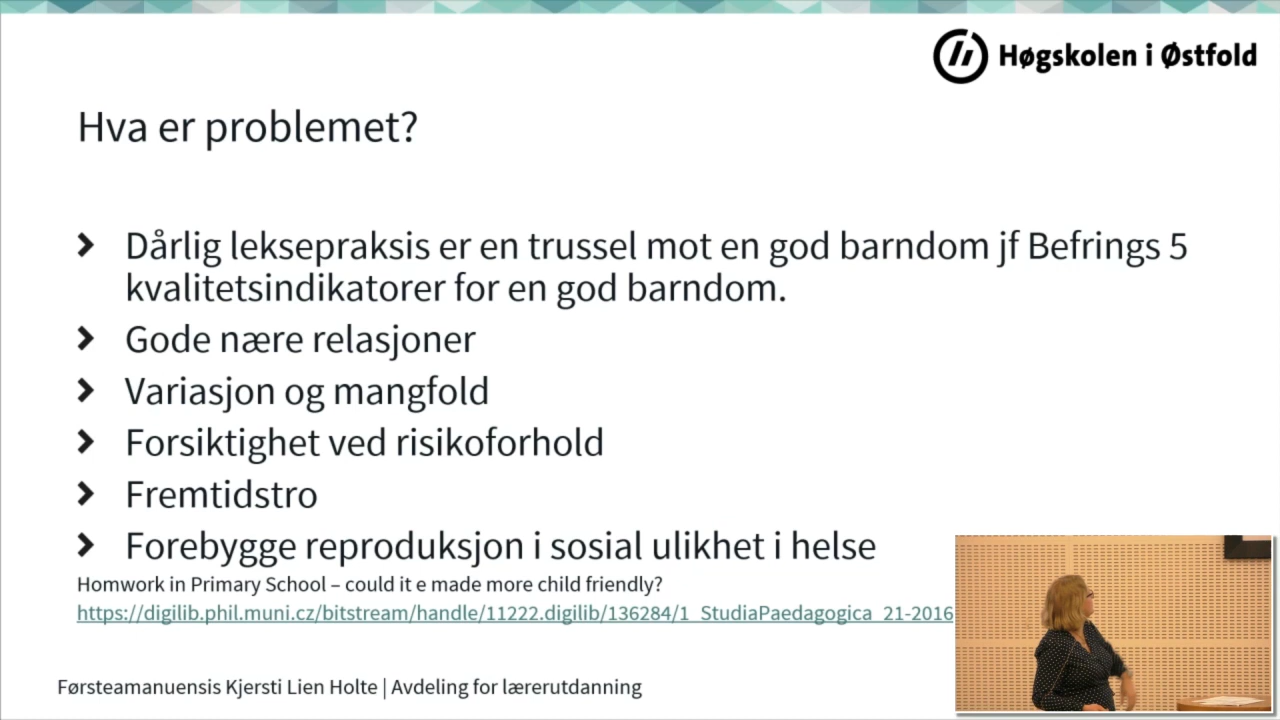 Høgskolen i Østfold
Hva er problemet?
Dårlig leksepraksis er en trussel mot en god barndom jf Befrings 5
kvalitetsindikatorer for en god barndom.
Gode nære relasjoner
Variasjon og mangfold
Forsiktighet ved risikoforhold
Fremtidstro
Forebygge reproduksjon i sosial ulikhet i helse
Homwork in Primary School – could it e made more child friendly?
https://digilib.phil.muni.cz/bitstream/handle/11222.digilib/136284/1_StudiaPaedagogica_21-2016
Førsteamanuensis Kjersti Lien Holte | Avdeling for lærerutdanning